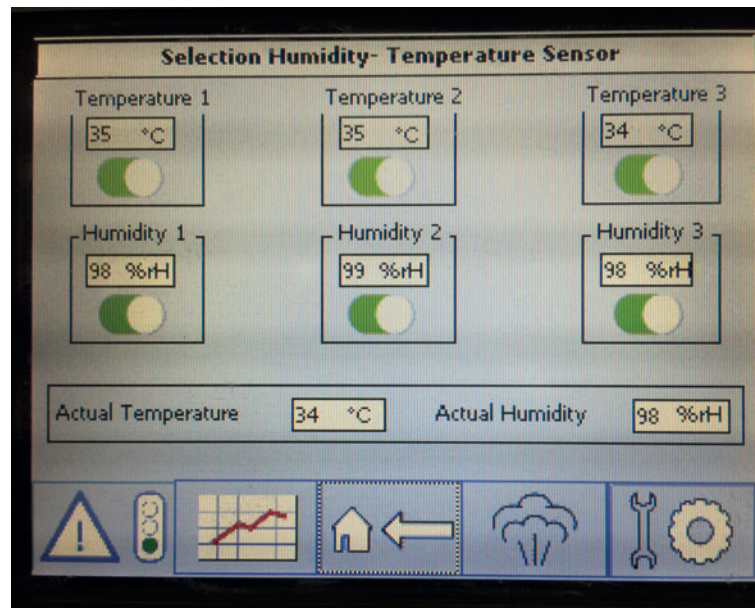 Selection Humidity- Temperature Sensor
Temperature 1 Temperature 2 Temperature 3
35 °C 35 °C 34 °C
Humidity 1 Humidity 2 Humidity 3
98 %rH 99 %rH 98 %rH
Actual Temperature 34 °C Actual Humidity 98 %rH